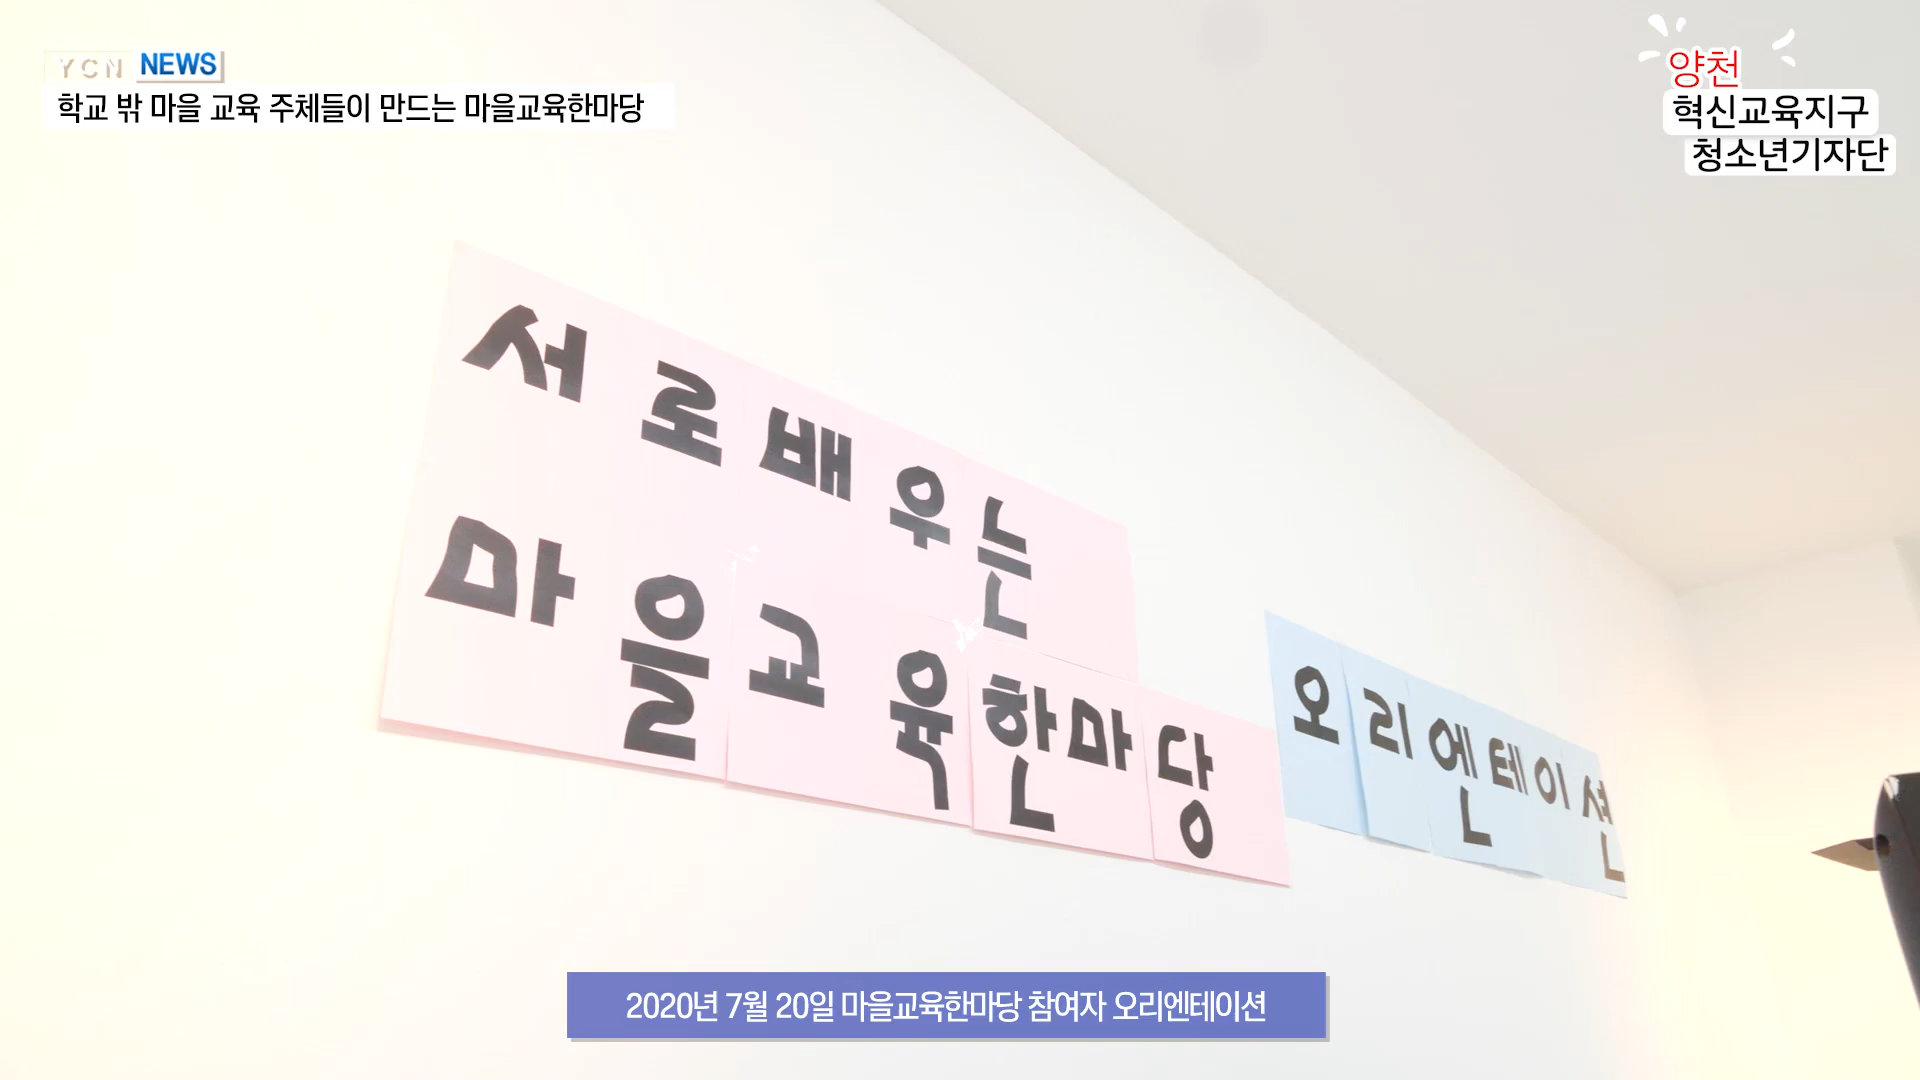 YCN NEWS
학교 밖 마을 교육 주체들이 만드는 마을교육한마당
양천
혁신교육지구
청소년기자단
서로배우는
마을교육한마당
오리엔테이션
2020년 7월 20일 마을교육한마당 참여자 오리엔테이션